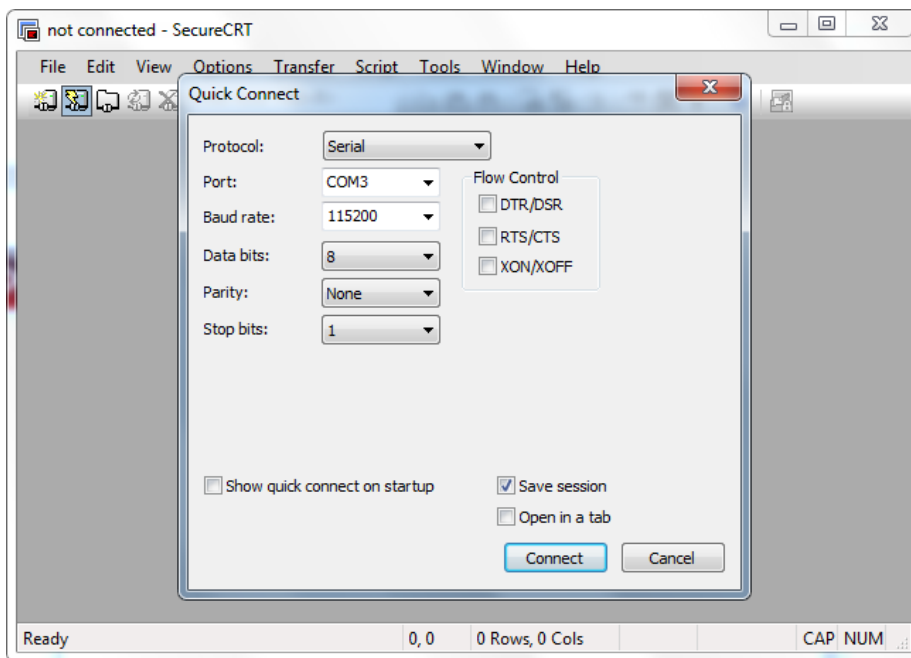 not connected - SecureCRT
File Edit View Options Transfer Script Tools Window Help
Quick Connect
Protocol: Serial
Port: COM3
Flow Control
DTR/DSR
Baud rate: 115200
RTS/CTS
Data bits: 8
XON/XOFF
Parity: None
Stop bits: 1
Show quick connect on startup
Save session
Open in a tab
Connect Cancel
Ready 0, 0 0 Rows, 0 Cols CAP NUM